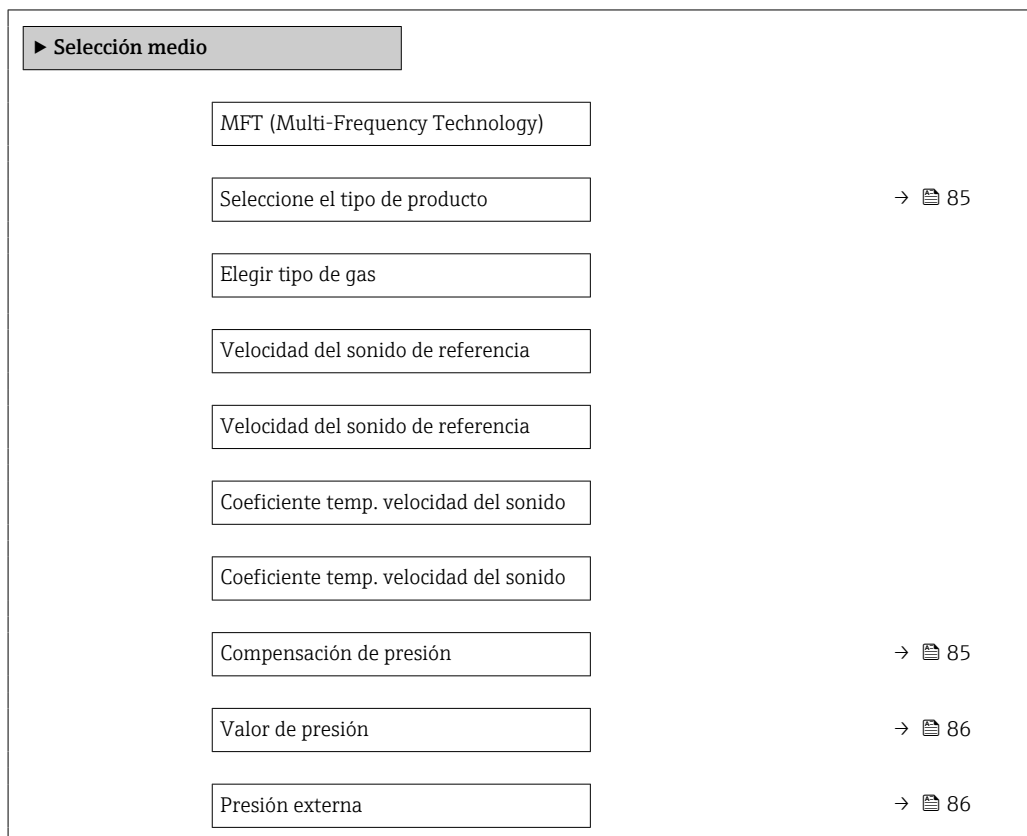 ▶ Selección medio
MFT (Multi-Frequency Technology)
Seleccione el tipo de producto → 85
Elegir tipo de gas
Velocidad del sonido de referencia
Velocidad del sonido de referencia
Coeficiente temp. velocidad del sonido
Coeficiente temp. velocidad del sonido
Compensación de presión → 85
Valor de presión → 86
Presión externa → 86